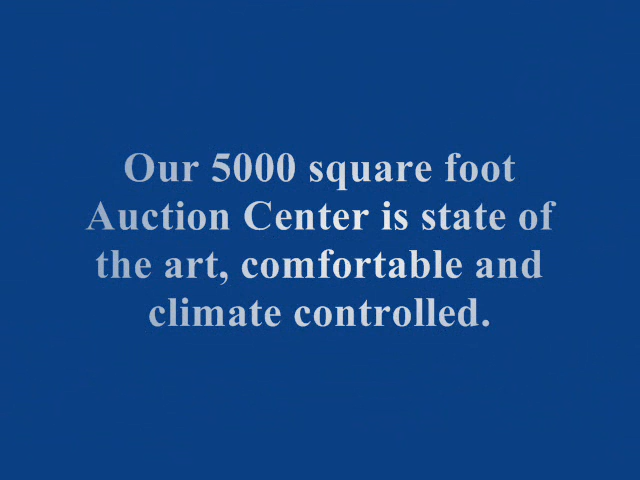 Our 5000 square foot
Auction Center is state of
the art, comfortable and
climate controlled.